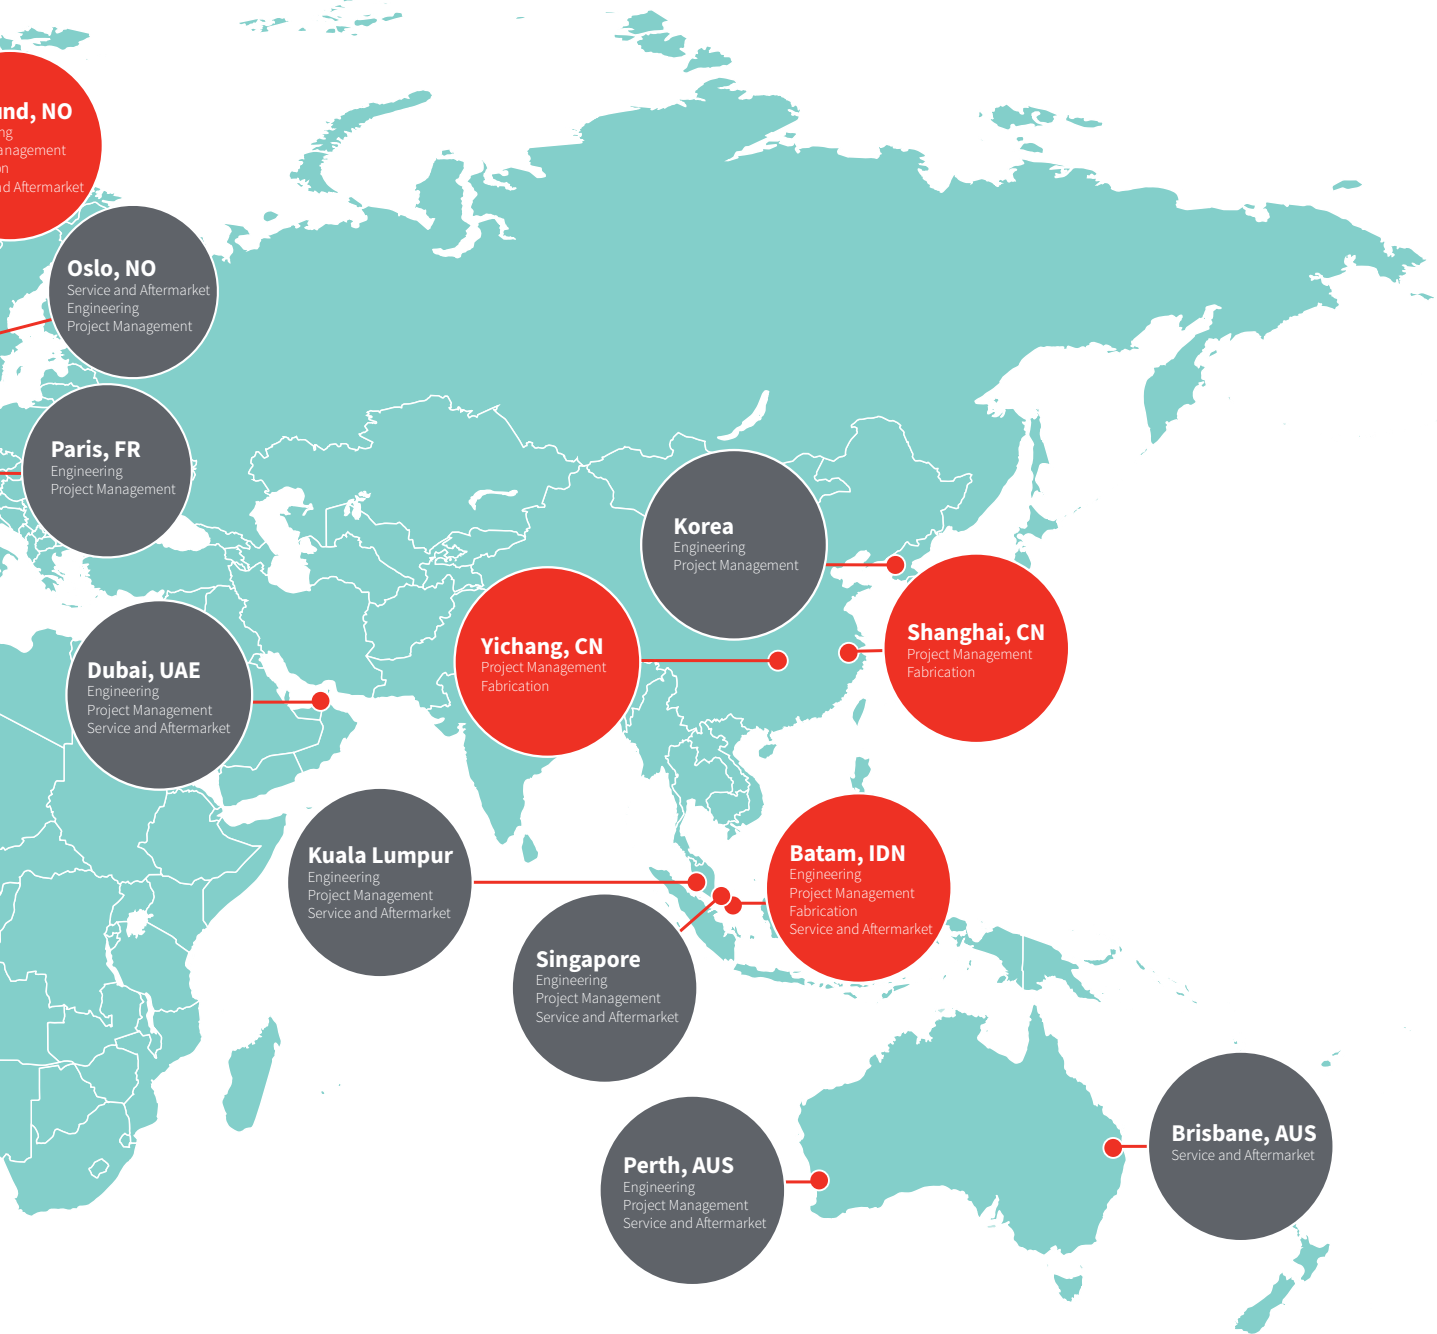 und, NO
ng
anagement
on
nd Aftermarket
Oslo, NO
Service and Aftermarket
Engineering
Project Management
Paris, FR
Engineering
Project Management
Korea
Engineering
Project Management
Yichang, CN
Project Management
Fabrication
Shanghai, CN
Project Management
Fabrication
Dubai, UAE
Engineering
Project Management
Service and Aftermarket
Kuala Lumpur
Engineering
Project Management
Service and Aftermarket
Batam, IDN
Engineering
Project Management
Fabrication
Service and Aftermarket
Singapore
Engineering
Project Management
Service and Aftermarket
Perth, AUS
Engineering
Project Management
Service and Aftermarket
Brisbane, AUS
Service and Aftermarket